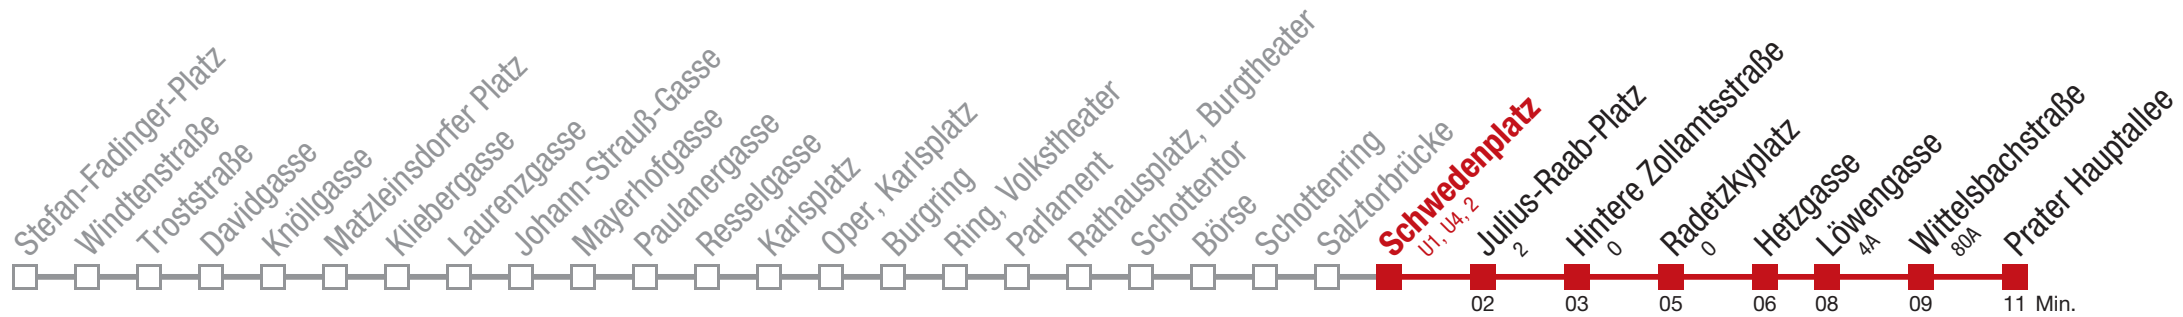 Stefan-Fadinger-Platz
Windtenstraße
Troststraße
Davidgasse
Knöllgasse
Matzleinsdorfer Platz
Kliebergasse
Laurenzgasse
Johann-Strauß-Gasse
Mayerhofgasse
Paulanergasse
Resselgasse
Karlsplatz
Oper, Karlsplatz
Burgring
Ring, Volkstheater
Parlament
Rathausplatz, Burgtheater
Schottentor
Börse
Schottenring
Salztorbrücke
Schwedenplatz
U1, U4, 2
Julius-Raab-Platz
2
Hintere Zollamtsstraße
0
Radetzkyplatz
0
Hetzgasse
Löwengasse
4A
Wittelsbachstraße
80A
Prater Hauptallee
02 03 05 06 08 09 11 Min.